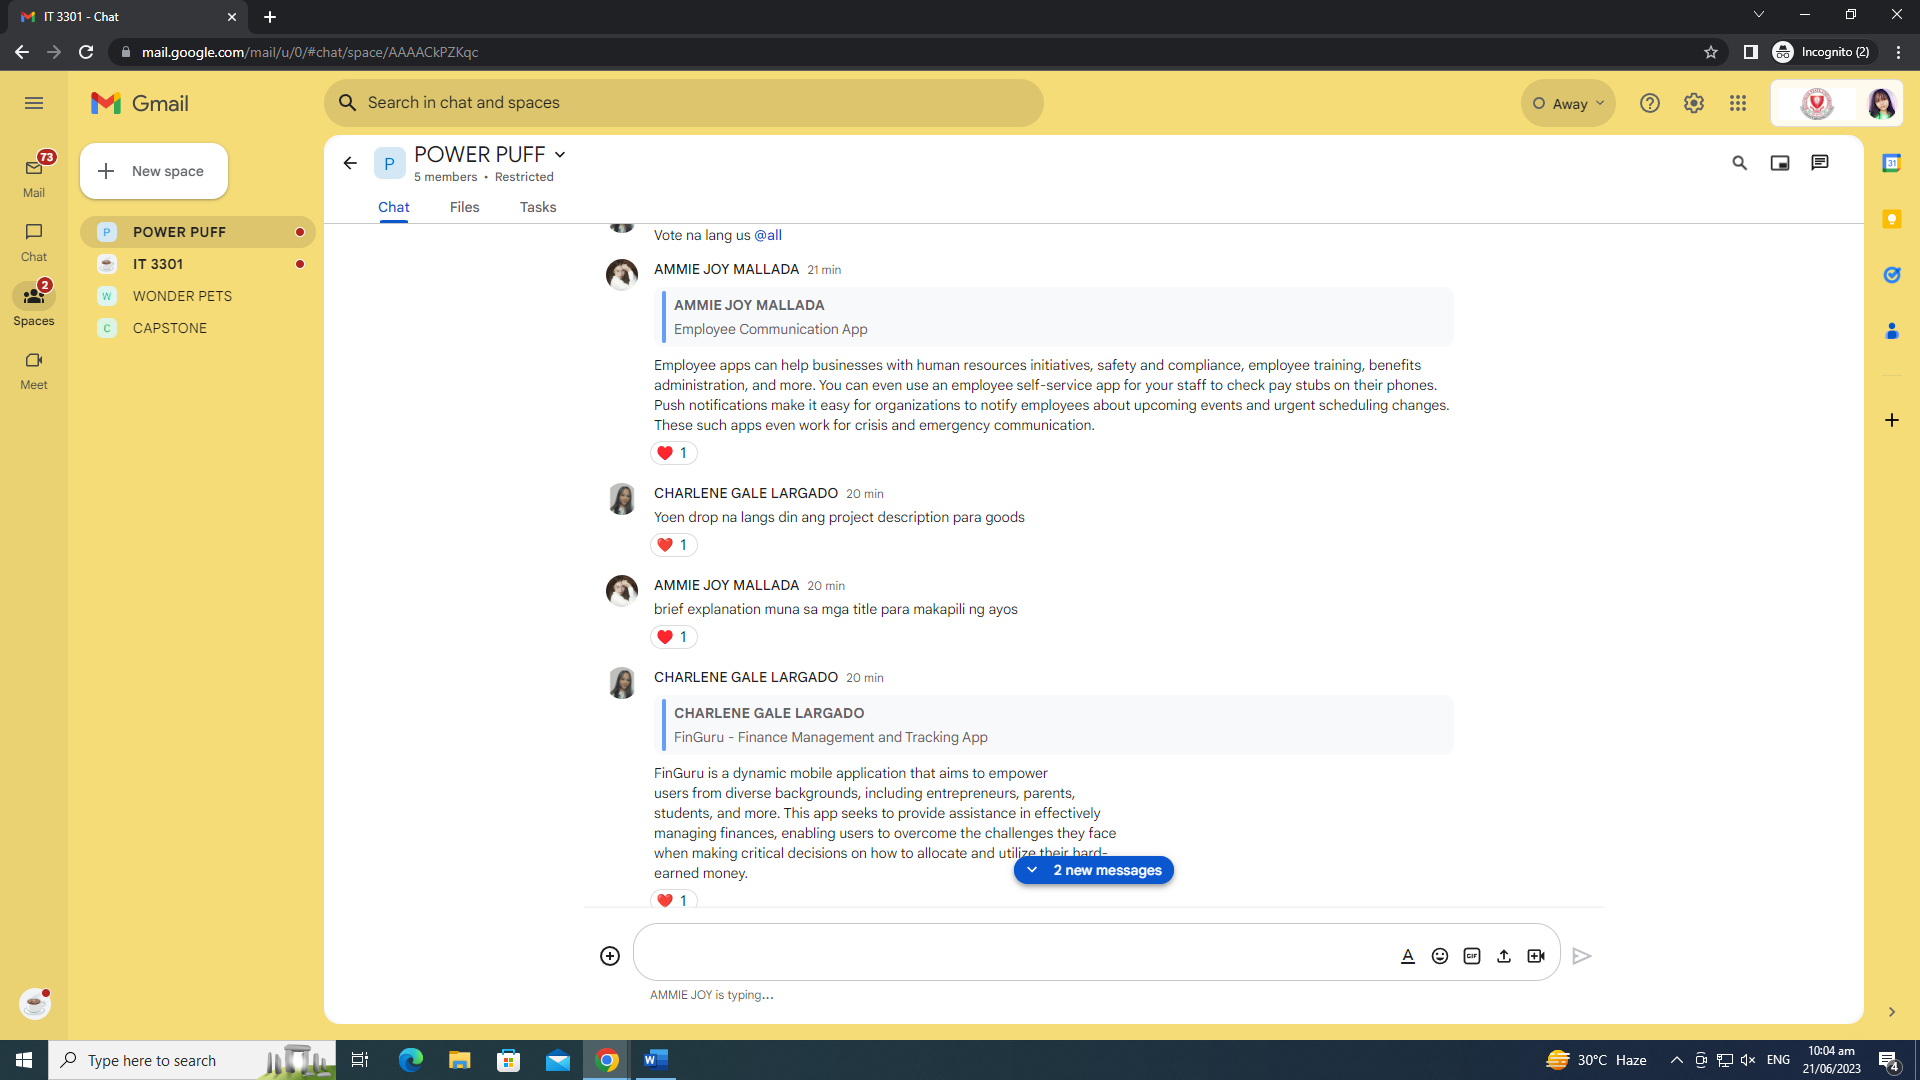 IT 3301 - Chat
mail.google.com/mail/u/0/#chat/space/AAAACkPZKqc
Incognito (2)
Gmail
Search in chat and spaces
Away
73
Mail
Chat
2
Spaces
Meet
New space
P POWER PUFF
IT 3301
W WONDER PETS
C CAPSTONE
P
POWER PUFF
5 members • Restricted
Chat Files Tasks
31
Vote na lang us @all
AMMIE JOY MALLADA 21 min
AMMIE JOY MALLADA
Employee Communication App
Employee apps can help businesses with human resources initiatives, safety and compliance, employee training, benefits
administration, and more. You can even use an employee self-service app for your staff to check pay stubs on their phones.
Push notifications make it easy for organizations to notify employees about upcoming events and urgent scheduling changes.
These such apps even work for crisis and emergency communication.
1
CHARLENE GALE LARGADO 20 min
Yoen drop na langs din ang project description para goods
1
AMMIE JOY MALLADA 20 min
brief explanation muna sa mga title para makapili ng ayos
1
CHARLENE GALE LARGADO 20 min
CHARLENE GALE LARGADO
FinGuru - Finance Management and Tracking App
FinGuru is a dynamic mobile application that aims to empower
users from diverse backgrounds, including entrepreneurs, parents,
students, and more. This app seeks to provide assistance in effectively
managing finances, enabling users to overcome the challenges they face
when making critical decisions on how to allocate and utilize their hard-
earned money.
2 new messages
1
GIF
AMMIE JOY is typing...
Type here to search
W
30°C Haze
ENG
10:04 am
21/06/2023
4